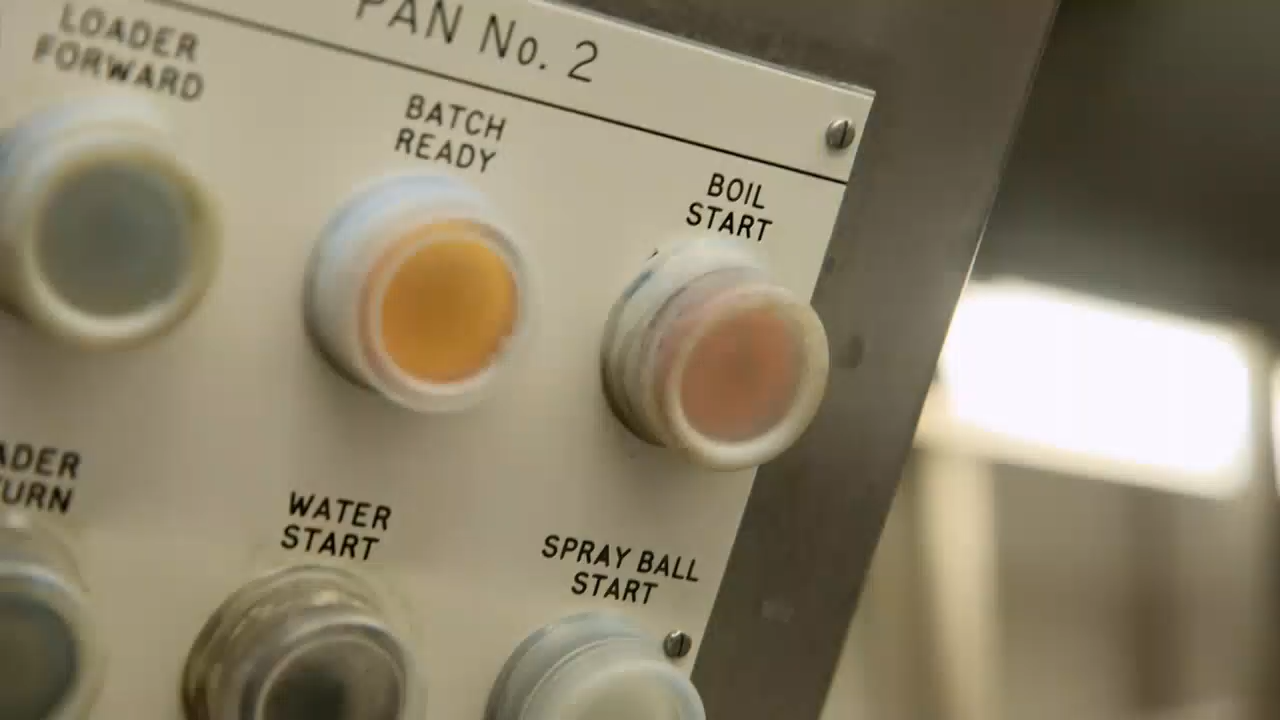 PAN No. 2
LOADER
FORWARD
BATCH
READY
BOIL
START
WATER
START
SPRAY BALL
START